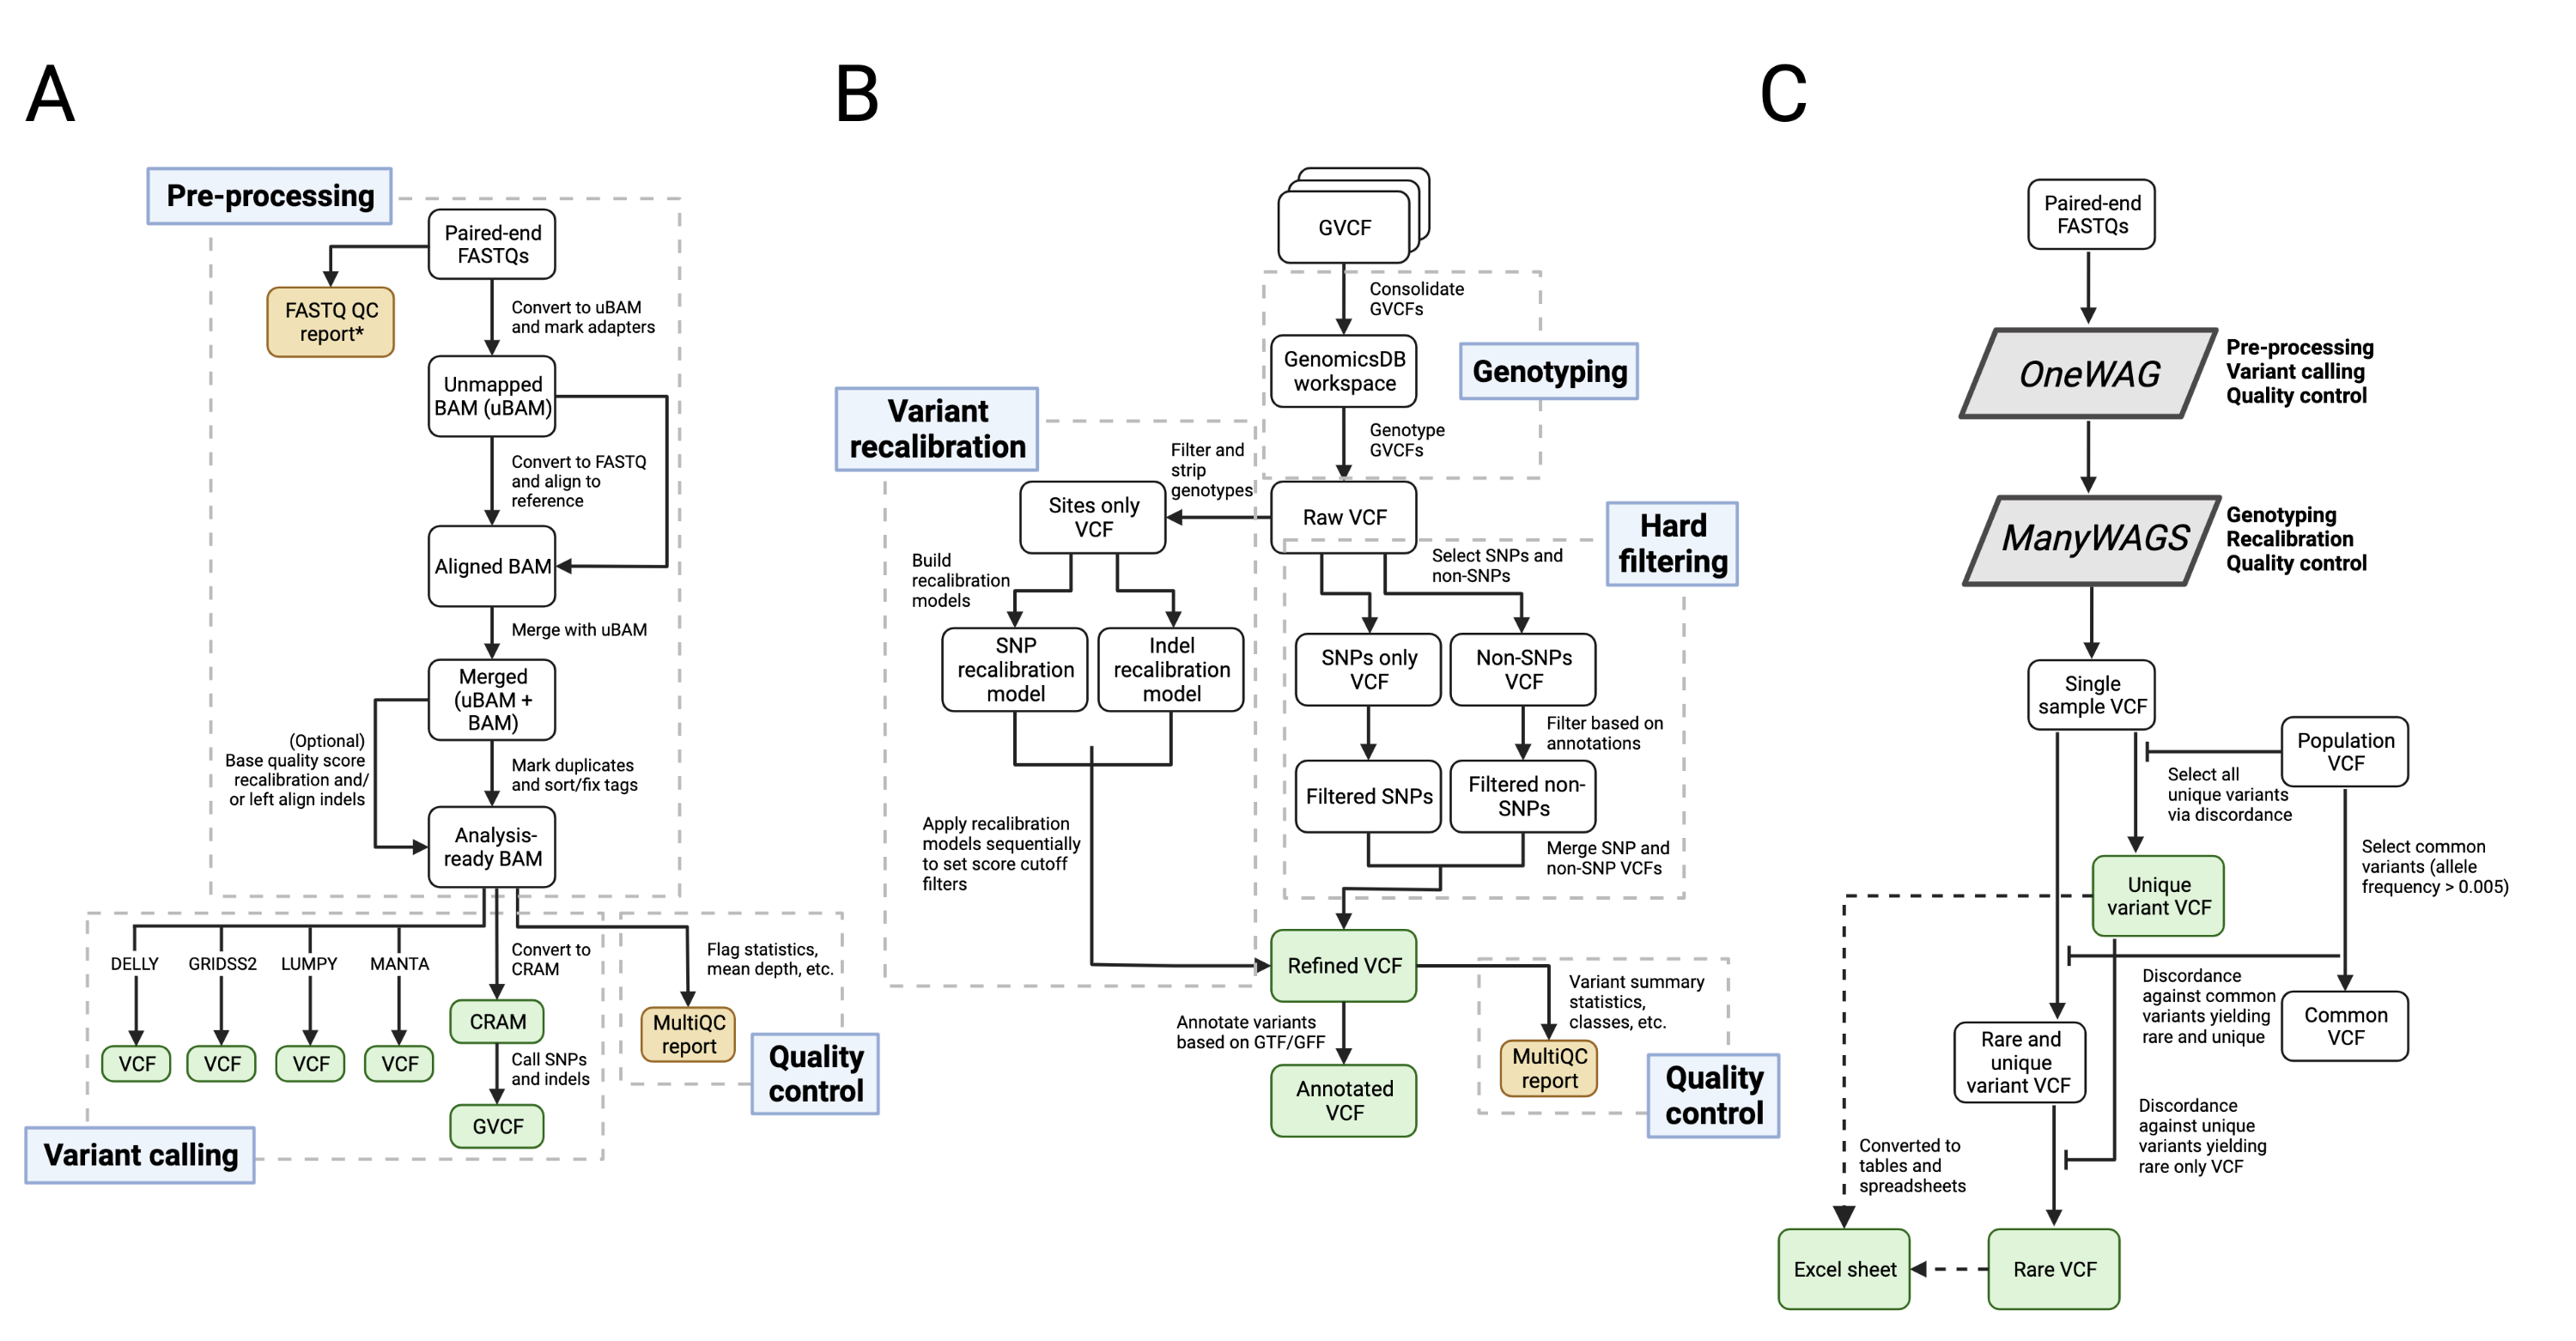 A
Pre-processing
Paired-end
FASTQs
FASTQ QC
report*
Convert to uBAM
and mark adapters
Unmapped
BAM (uBAM)
Convert to FASTQ
and align to
reference
Aligned BAM
Merge with uBAM
Merged
(uBAM +
BAM)
(Optional)
Base quality score
recalibration and/
or left align indels
Mark duplicates
and sort/fix tags
Analysis-
ready BAM
DELLY
GRIDSS2
LUMPY
MANTA
Convert to
CRAM
Flag statistics,
mean depth, etc.
VCF
VCF
VCF
VCF
CRAM
MultiQC
report
Call SNPs
and indels
GVCF
Quality
control
Variant calling
B
GVCF
Consolidate
GVCFs
GenomicsDB
workspace
Genotyping
Genotype
GVCFs
Variant
recalibration
Filter and
strip
genotypes
Sites only
VCF
Raw VCF
Hard
filtering
Build
recalibration
models
Select SNPs and
non-SNPs
SNP
recalibration
model
Indel
recalibration
model
SNPs only
VCF
Non-SNPs
VCF
Filter based on
annotations
Filtered SNPs
Filtered non-
SNPs
Apply recalibration
models sequentially
to set score cutoff
filters
Merge SNP and
non-SNP VCFs
Refined VCF
Variant summary
statistics,
classes, etc.
Annotate variants
based on GTF/GFF
MultiQC
report
Annotated
VCF
Quality
control
C
Paired-end
FASTQs
OneWAG
Pre-processing
Variant calling
Quality control
ManyWAGS
Genotyping
Recalibration
Quality control
Single
sample VCF
Population
VCF
Select all
unique variants
via discordance
Select common
variants (allele
frequency > 0.005)
Unique
variant VCF
Discordance
against common
variants yielding
rare and unique
Common
VCF
Rare and
unique
variant VCF
Discordance
against unique
variants yielding
rare only VCF
Converted to
tables and
spreadsheets
Excel sheet
Rare VCF